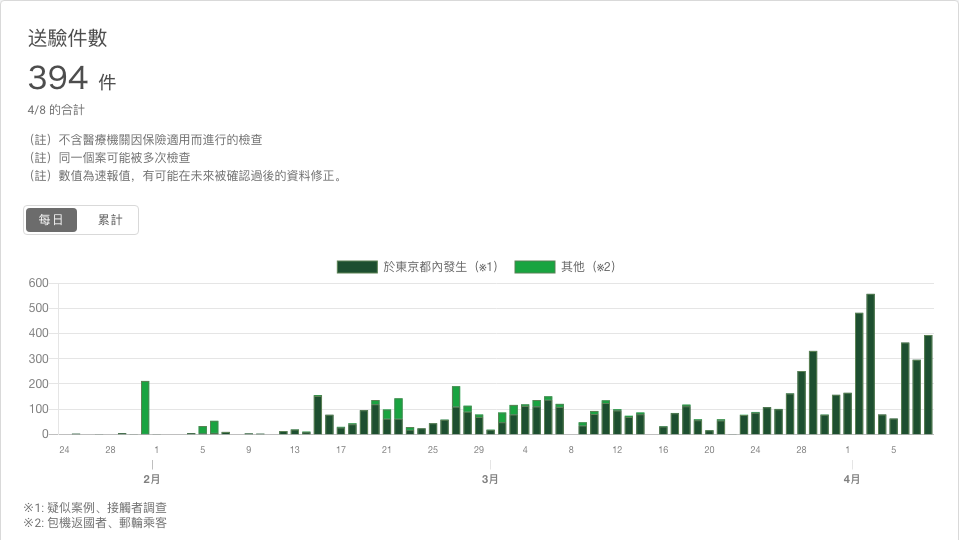 送驗件數
394 件
4/8 的合計
（註）不含醫療機關因保險適用而進行的檢查
（註）同一個案可能被多次檢查
（註）數值為速報值，有可能在未來被確認過後的資料修正。
每日 累計
於東京都內發生（※1） 其他（※2）
600
500
400
300
200
100
0
24 28 1 5 9 13 17 21 25 29 4 8 12 16 20 24 28 1 5
2月 3月 4月
※1: 疑似案例、接觸者調查
※2: 包機返國者、郵輪乘客